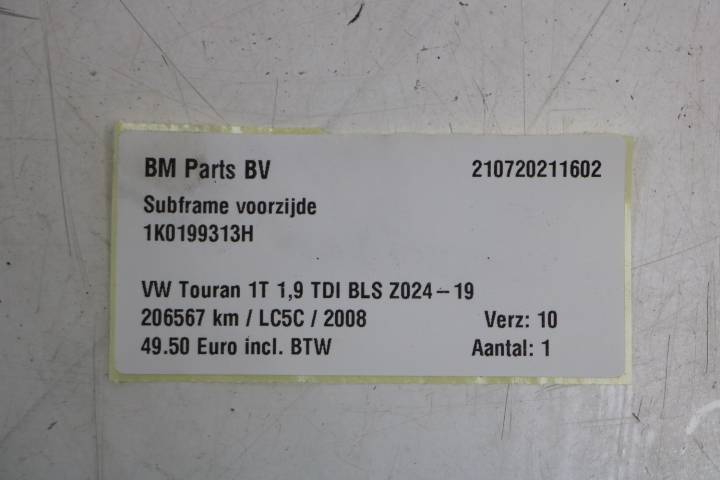 BM Parts BV 210720211602
Subframe voorzijde
1K0199313H
VW Touran 1T 1,9 TDI BLS Z024-19
206567 km / LC5C / 2008 Verz: 10
49.50 Euro incl. BTW Aantal: 1